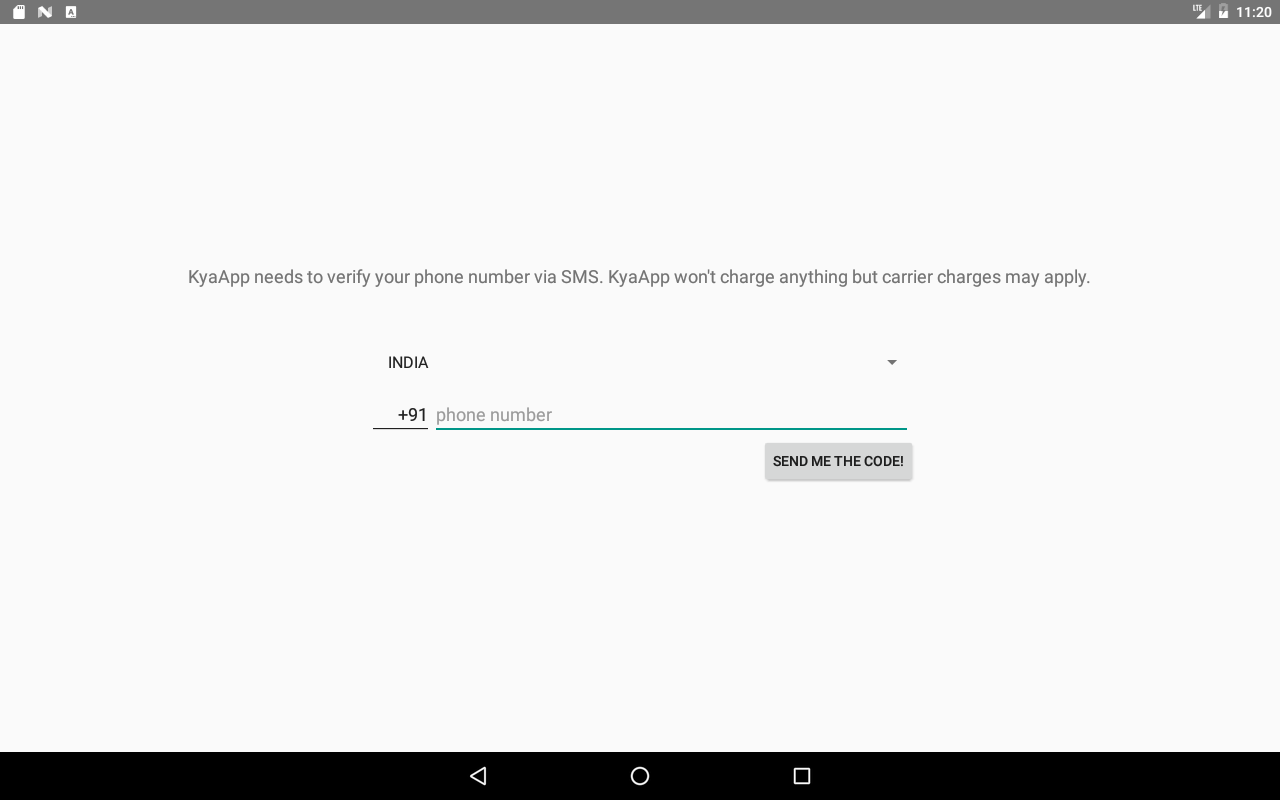 LTE 11:20
KyaApp needs to verify your phone number via SMS. KyaApp won't charge anything but carrier charges may apply.
INDIA
+91 phone number
SEND ME THE CODE!